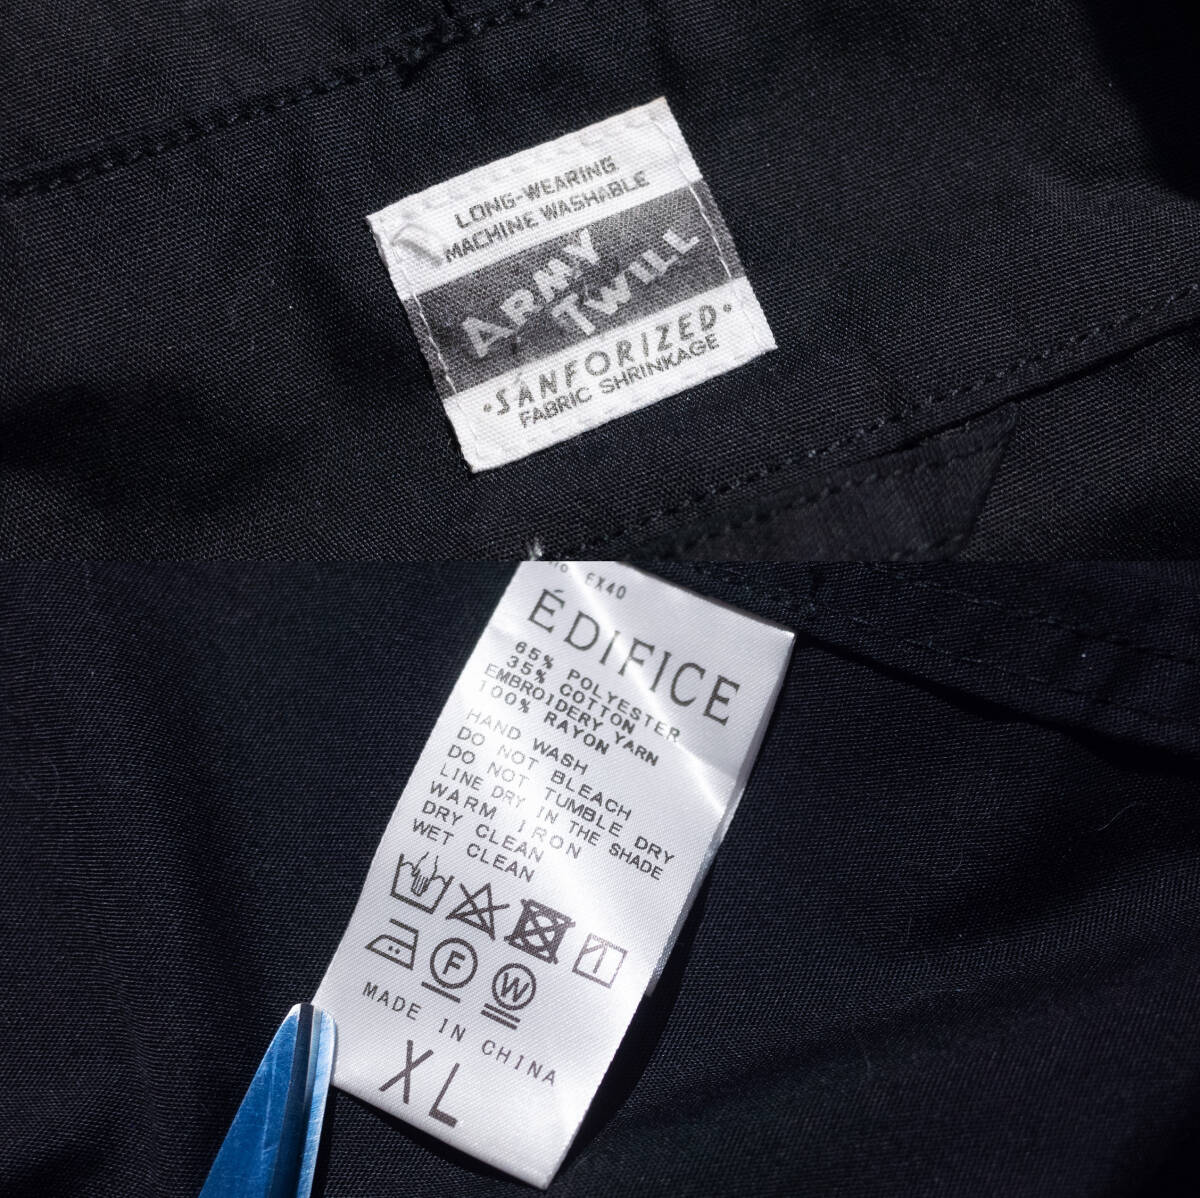 LONG-WEARING
MACHINE WASHABLE
ARMY
TWILL
•SANFORIZED•
FABRIC SHRINKAGE
FX40
ÉDIFICE
65% POLYESTER
35% COTTON
EMBROIDERY YARN
100% RAYON
HAND WASH
DO NOT BLEACH
DO NOT TUMBLE DRY
LINE DRY IN THE SHADE
WARM IRON
DRY CLEAN
WET CLEAN
F
W
MADE IN CHINA
XL